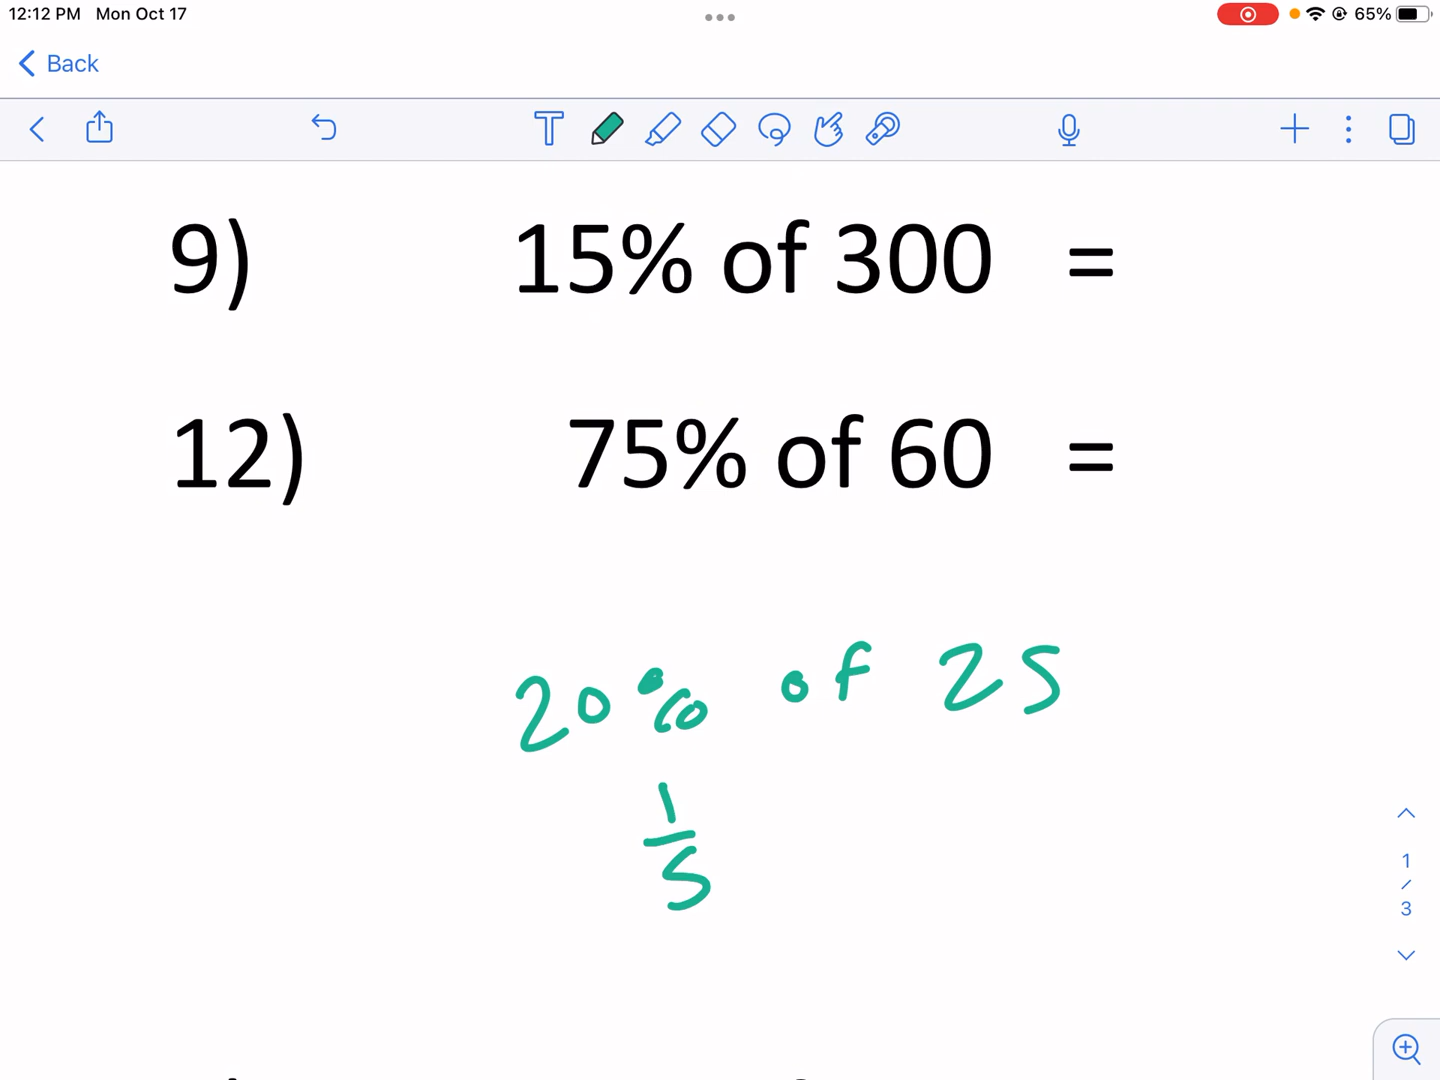 12:12 PM Mon Oct 17 65%
Back
T
9) 15% of 300 =
12) 75% of 60 =
20% of 25
1
5
1
/
3